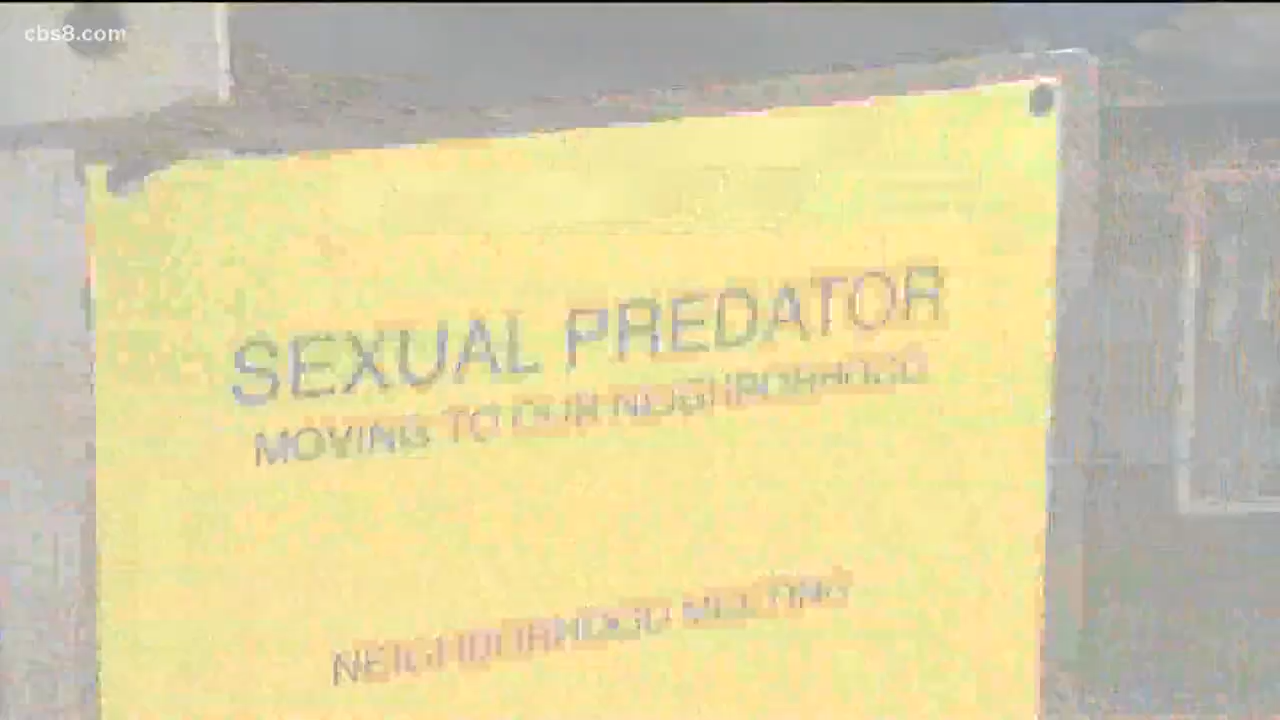 cbs8.com
SEXUAL PREDATOR
MOVING TO OUR NEIGHBORHOOD
NEIGHBORHOOD MEETING